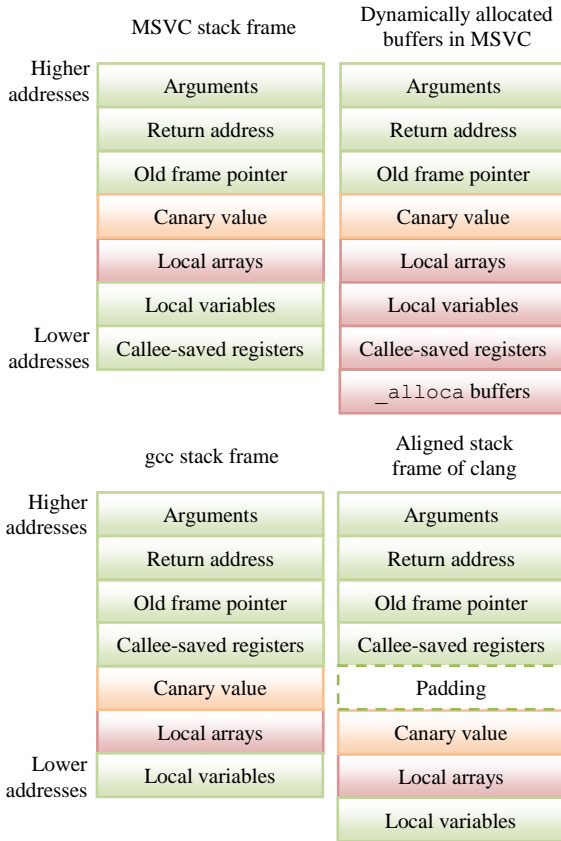 MSVC stack frame
Dynamically allocated
buffers in MSVC
Higher
addresses
Arguments
Return address
Old frame pointer
Canary value
Local arrays
Local variables
Callee-saved registers
Lower
addresses
Arguments
Return address
Old frame pointer
Canary value
Local arrays
Local variables
Callee-saved registers
_alloca buffers
gcc stack frame
Aligned stack
frame of clang
Higher
addresses
Arguments
Return address
Old frame pointer
Callee-saved registers
Canary value
Local arrays
Local variables
Lower
addresses
Arguments
Return address
Old frame pointer
Callee-saved registers
Padding
Canary value
Local arrays
Local variables